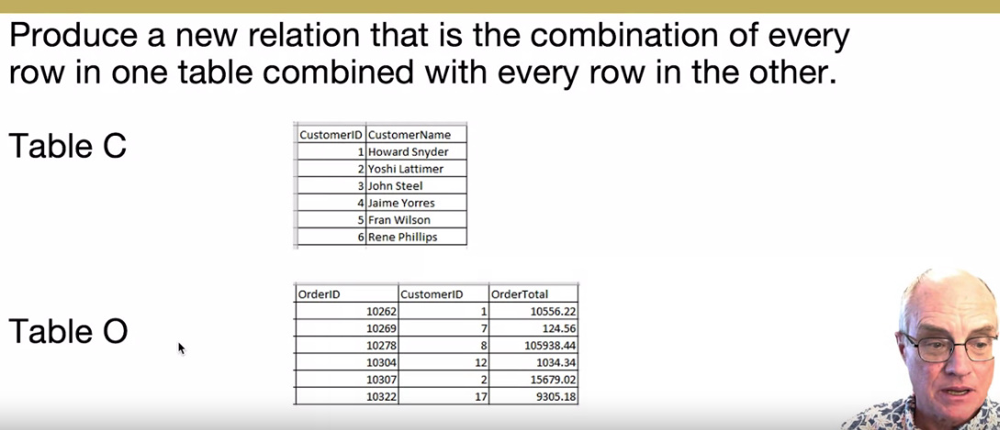 Produce a new relation that is the combination of every
row in one table combined with every row in the other.
Table C
CustomerID CustomerName
1 Howard Snyder
2 Yoshi Lattimer
3 John Steel
4 Jaime Yorres
5 Fran Wilson
6 Rene Phillips
Table O
OrderID CustomerID OrderTotal
10262 1 10556.22
10269 7 124.56
10278 8 105938.44
10304 12 1034.34
10307 2 15679.02
10322 17 9305.18